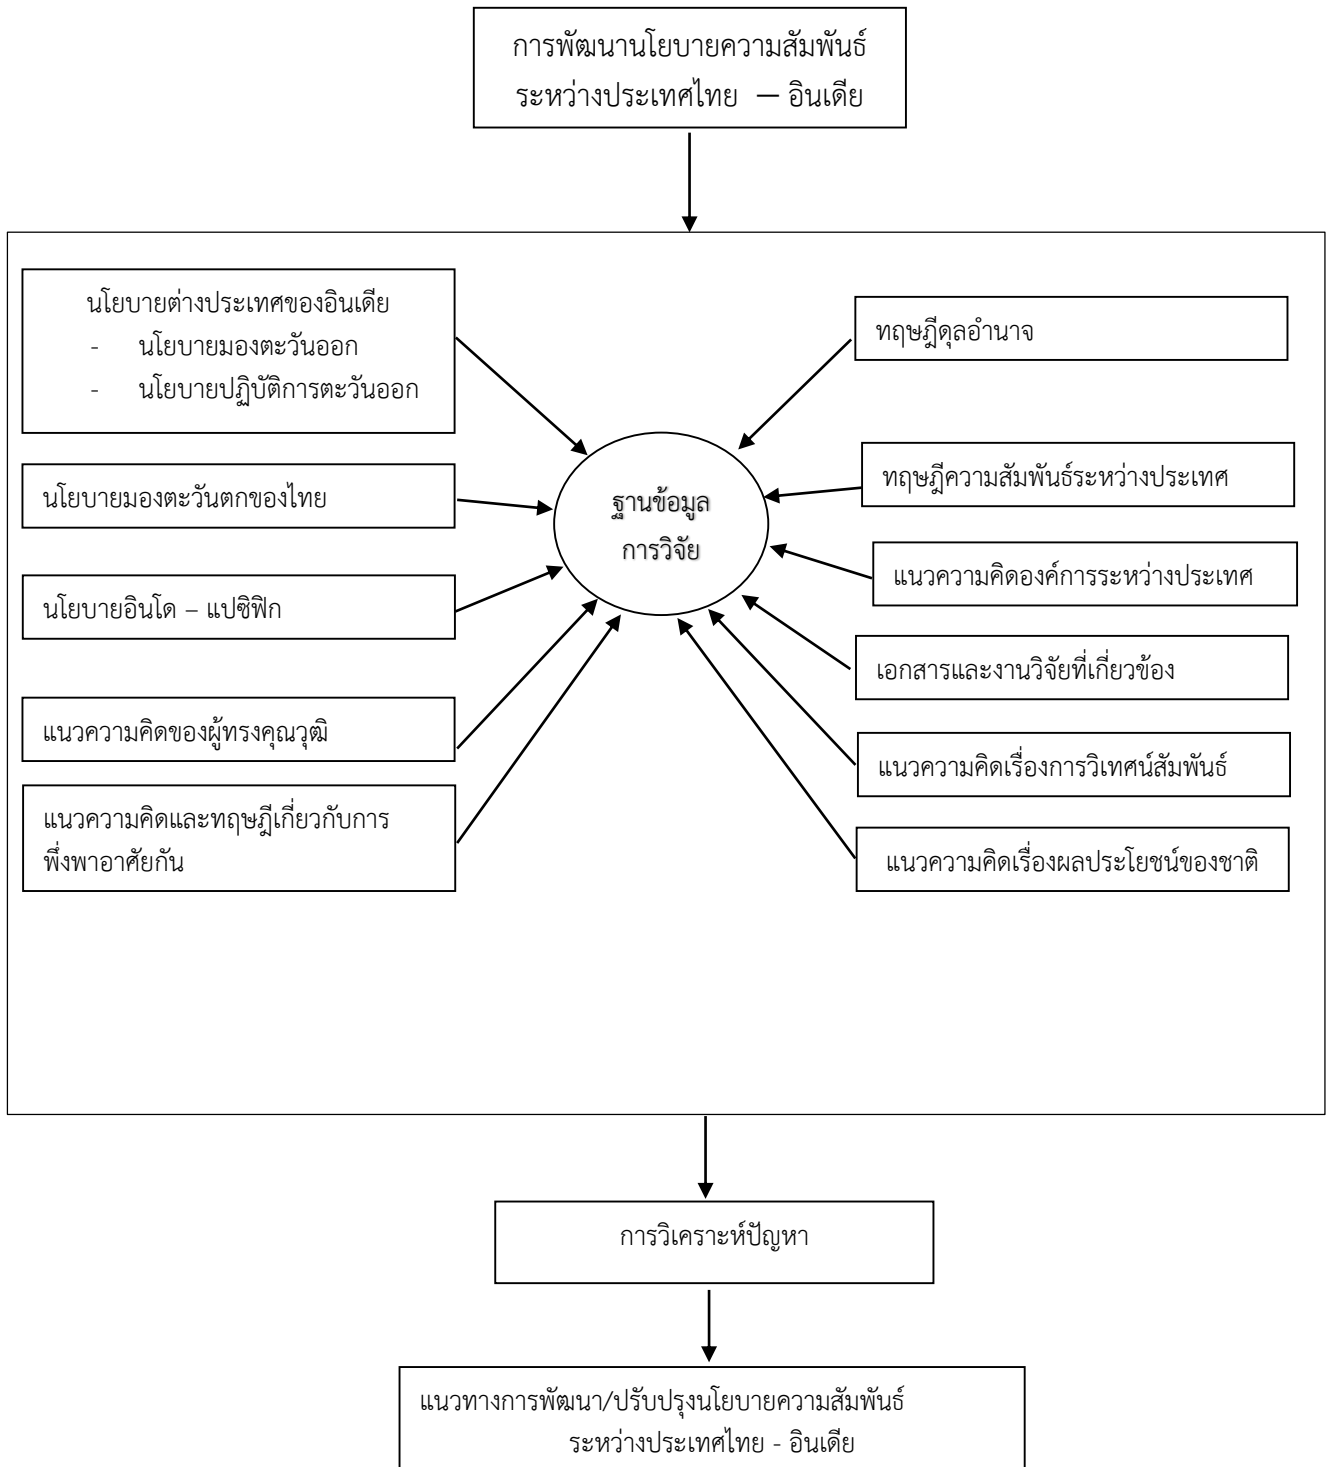 การพัฒนานโยบายความสัมพันธ์
ระหว่างประเทศไทย – อินเดีย
นโยบายต่างประเทศของอินเดีย
- นโยบายมองตะวันออก
- นโยบายปฏิบัติการตะวันออก
นโยบายมองตะวันตกของไทย
นโยบายอินโด – แปซิฟิก
แนวความคิดของผู้ทรงคุณวุฒิ
แนวความคิดและทฤษฎีเกี่ยวกับการ
พึ่งพาอาศัยกัน
ฐานข้อมูล
การวิจัย
ทฤษฎีดุลอำนาจ
ทฤษฎีความสัมพันธ์ระหว่างประเทศ
แนวความคิดองค์การระหว่างประเทศ
เอกสารและงานวิจัยที่เกี่ยวข้อง
แนวความคิดเรื่องการวิเทศน์สัมพันธ์
แนวความคิดเรื่องผลประโยชน์ของชาติ
การวิเคราะห์ปัญหา
แนวทางการพัฒนา/ปรับปรุงนโยบายความสัมพันธ์
ระหว่างประเทศไทย - อินเดีย